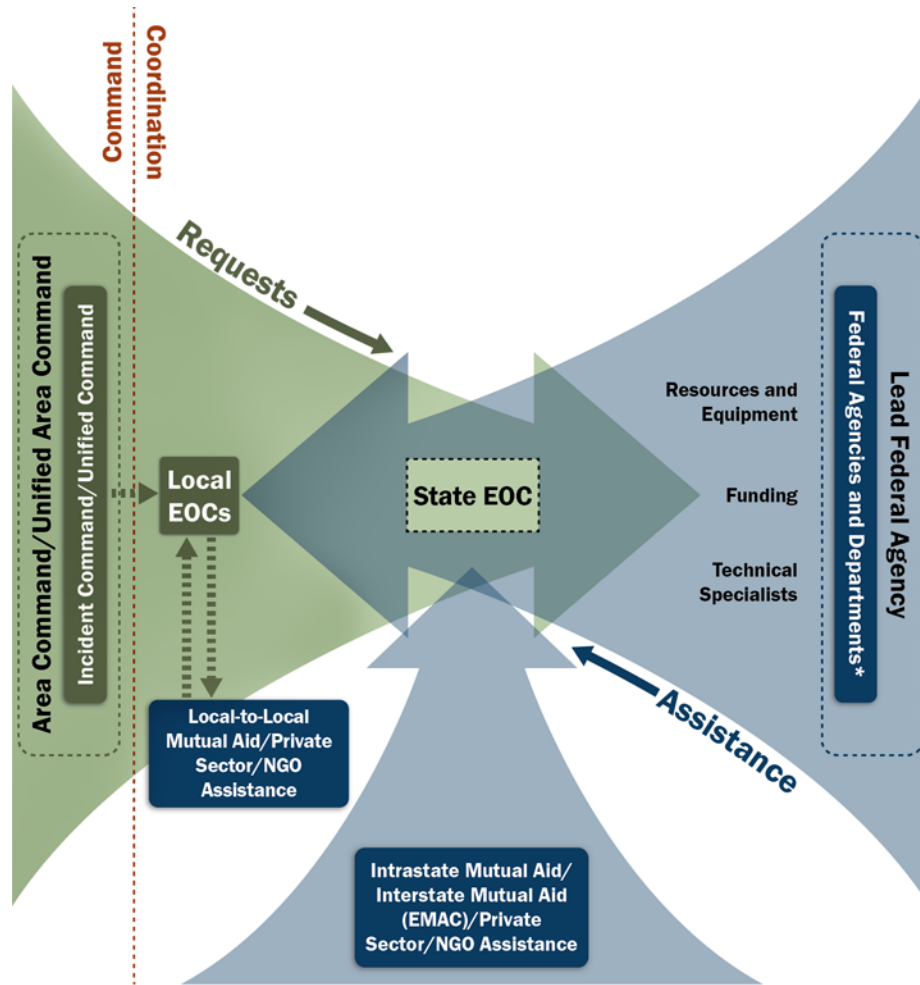 Command
Coordination
Requests
Area Command/Unified Area Command
Incident Command/Unified Command
Local
EOCs
State EOC
Resources and
Equipment
Funding
Technical
Specialists
Federal Agencies and Departments*
Lead Federal Agency
Assistance
Local-to-Local
Mutual Aid/Private
Sector/NGO
Assistance
Intrastate Mutual Aid/
Interstate Mutual Aid
(EMAC)/Private
Sector/NGO Assistance